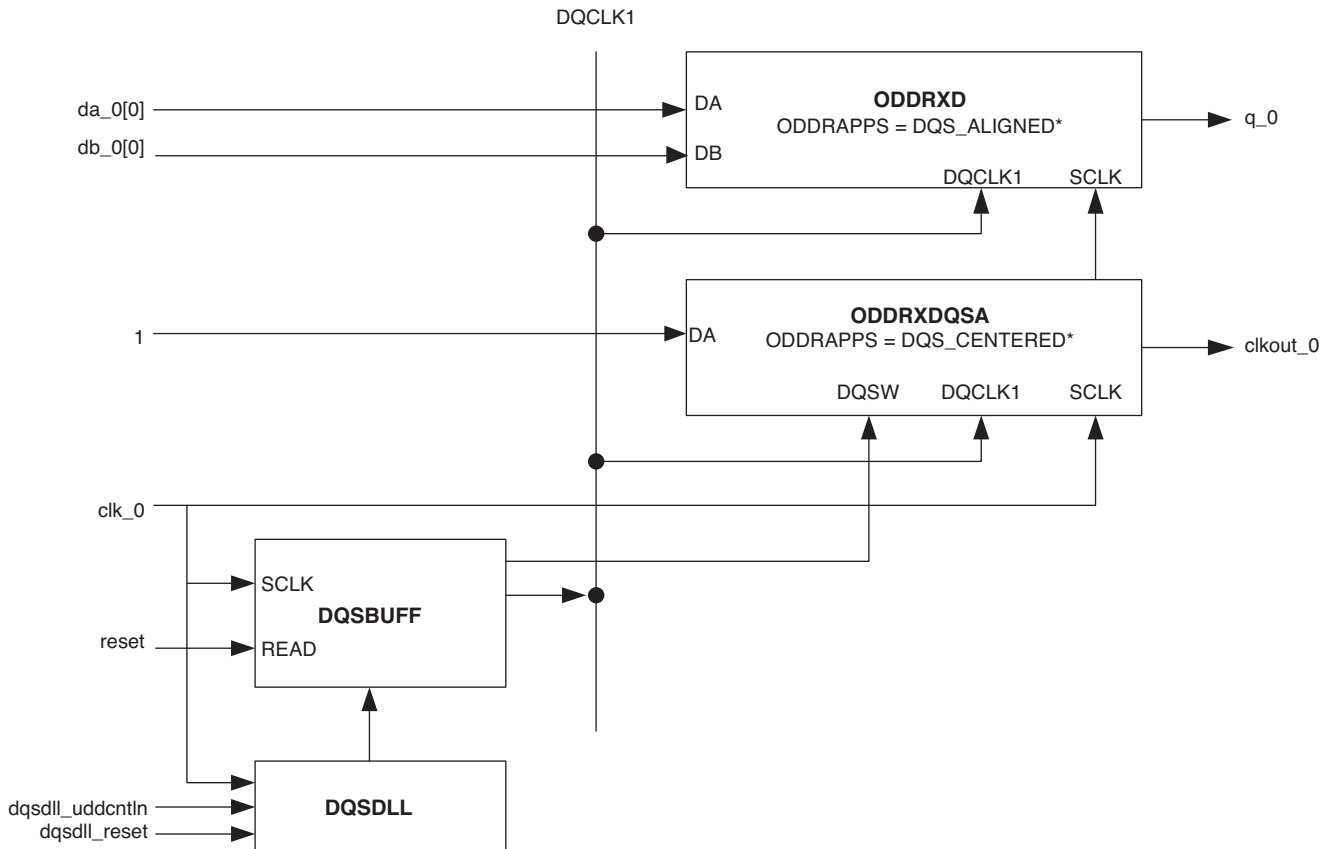 DQCLK1
da_0[0]
db_0[0]
DA
DB
ODDRXD
ODDRAPPS = DQS_ALIGNED*
DQCLK1
SCLK
q_0
1
DA
ODDRXDQSA
ODDRAPPS = DQS_CENTERED*
DQSW
DQCLK1
SCLK
clkout_0
clk_0
SCLK
DQSBUFF
reset
READ
DQSDLL
dqsdll_uddcntln
dqsdll_reset